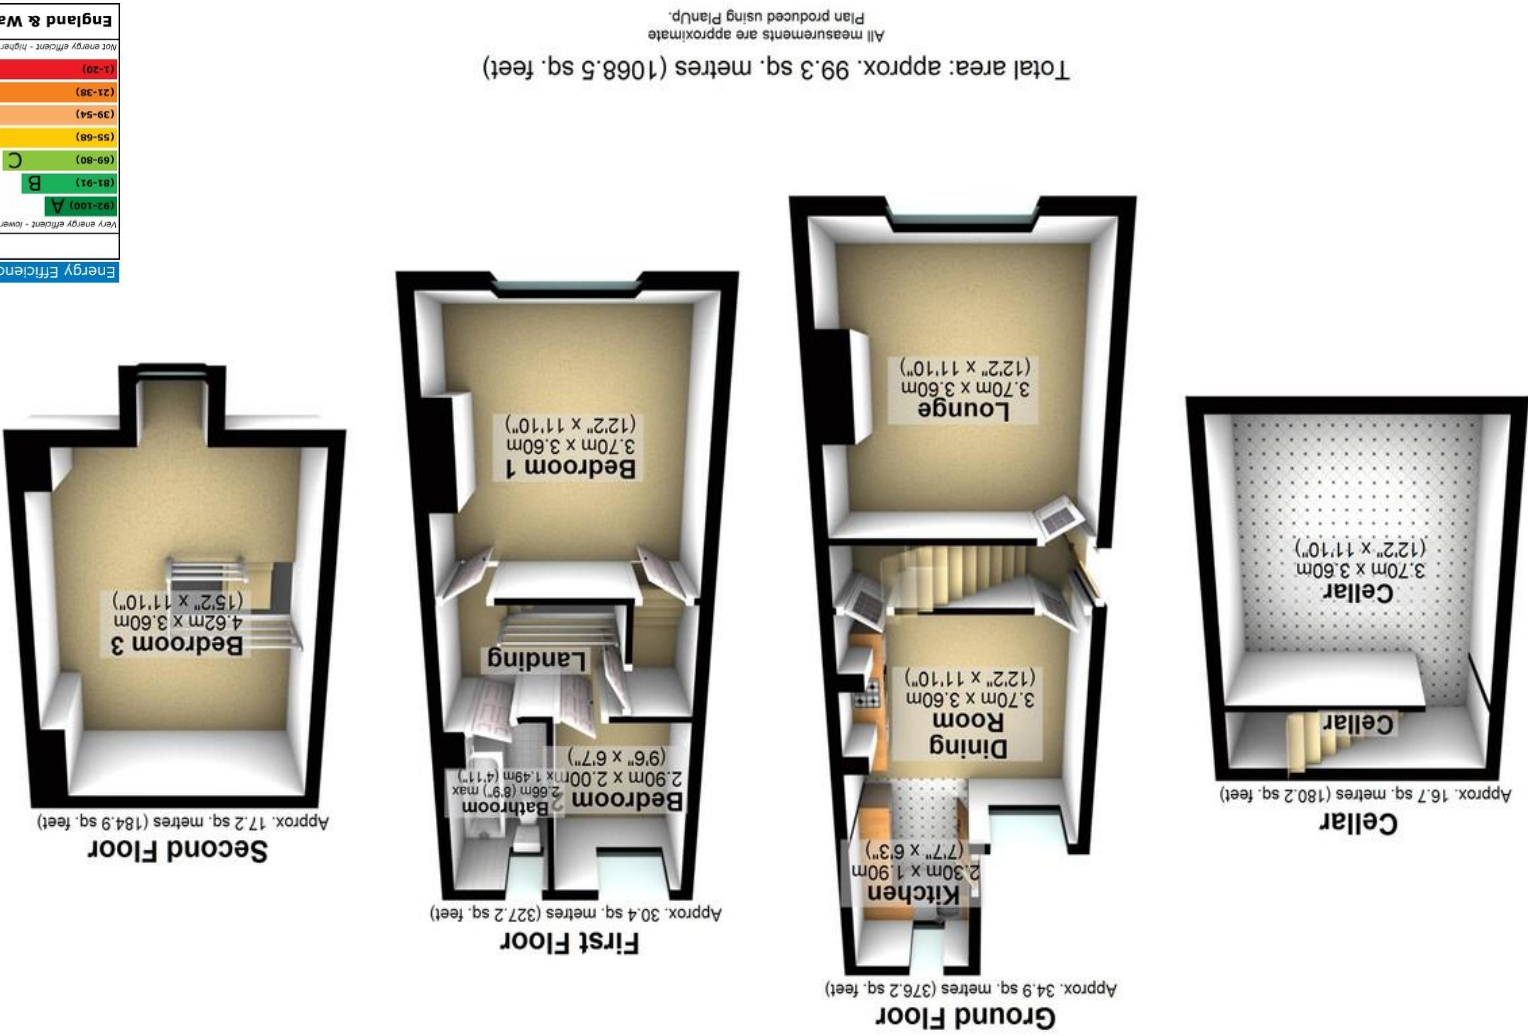 Cellar
Approx. 16.7 sq. metres (180.2 sq. feet)
Cellar
Cellar
3.70m x 3.60m
(12'2" x 11'10")
Ground Floor
Approx. 34.9 sq. metres (376.2 sq. feet)
Kitchen
2.30m x 1.90m
(7'7" x 6'3")
Dining
Room
3.70m x 3.60m
(12'2" x 11'10")
Lounge
3.70m x 3.60m
(12'2" x 11'10")
First Floor
Approx. 30.4 sq. metres (327.2 sq. feet)
Bedroom 2
2.90m x 2.00m
(9'6" x 6'7")
Bathroom
2.66m (8'9") max
x 1.49m (4'11")
Landing
Bedroom 1
3.70m x 3.60m
(12'2" x 11'10")
Second Floor
Approx. 17.2 sq. metres (184.9 sq. feet)
Bedroom 3
4.62m x 3.60m
(15'2" x 11'10")
Total area: approx. 99.3 sq. metres (1068.5 sq. feet)
All measurements are approximate
Plan produced using PlanUp.
Energy Efficienc
Very energy efficient - lower
(92-100) A
(81-91) B
(69-80) C
(55-68)
(39-54)
(21-38)
(1-20)
Not energy efficient - higher
England & Wa